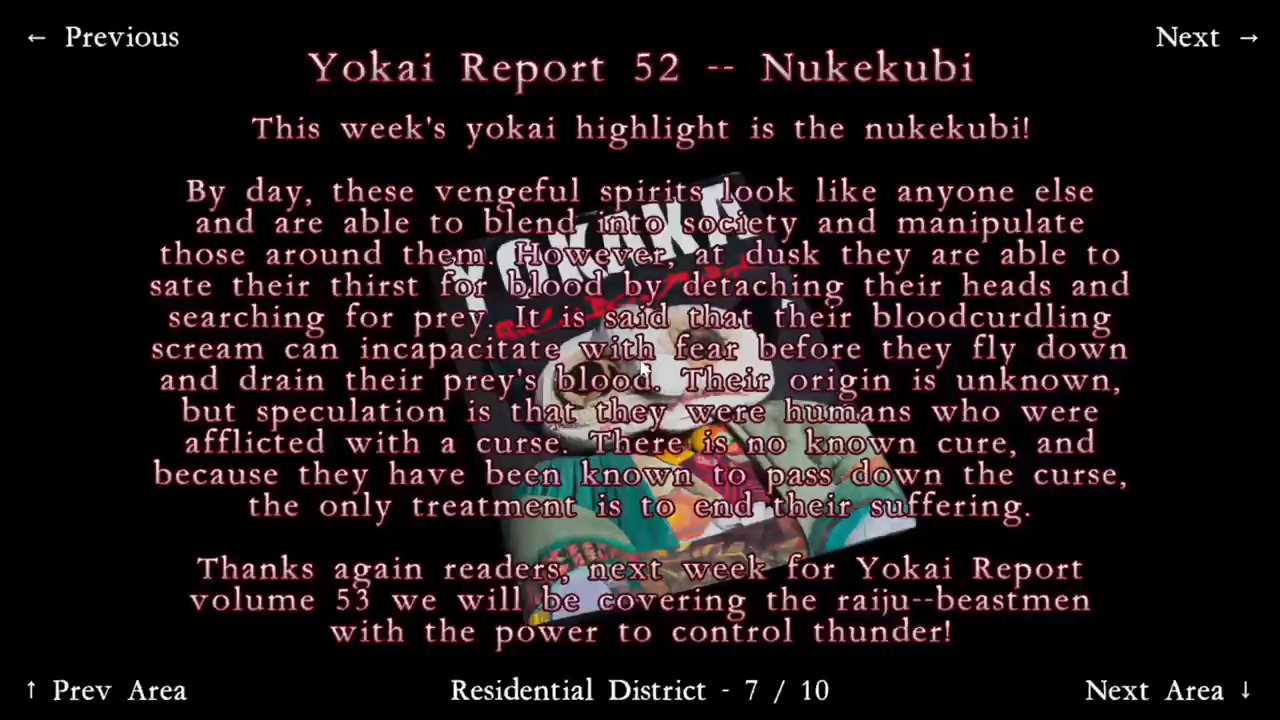 ← Previous
Next →
Yokai Report 52 -- Nukekubi
This week's yokai highlight is the nukekubi!
By day, these vengeful spirits look like anyone else
and are able to blend into society and manipulate
those around them. However, at dusk they are able to
sate their thirst for blood by detaching their heads and
searching for prey. It is said that their bloodcurdling
scream can incapacitate with fear before they fly down
and drain their prey's blood. Their origin is unknown,
but speculation is that they were humans who were
afflicted with a curse. There is no known cure, and
because they have been known to pass down the curse,
the only treatment is to end their suffering.
Thanks again readers, next week for Yokai Report
volume 53 we will be covering the raiju--beastmen
with the power to control thunder!
↑ Prev Area
Residential District - 7 / 10
Next Area ↓
YOKAKA